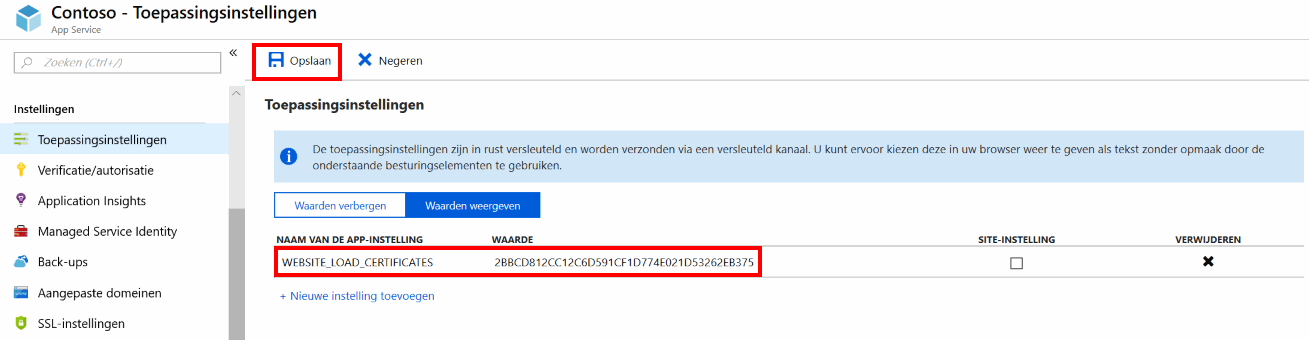 Contoso - Toepassingsinstellingen
App Service
Zoeken (Ctrl+/)
«
Instellingen
Toepassingsinstellingen
Verificatie/autorisatie
Application Insights
Managed Service Identity
Back-ups
Aangepaste domeinen
SSL-instellingen
Opslaan
Negeren
Toepassingsinstellingen
De toepassingsinstellingen zijn in rust versleuteld en worden verzonden via een versleuteld kanaal. U kunt ervoor kiezen deze in uw browser weer te geven als tekst zonder opmaak door de
onderstaande besturingselementen te gebruiken.
Waarden verbergen Waarden weergeven
NAAM VAN DE APP-INSTELLING WAARDE SITE-INSTELLING VERWIJDEREN
WEBSITE_LOAD_CERTIFICATES 2BBCD812CC12C6D591CF1D774E021D53262EB375
+ Nieuwe instelling toevoegen